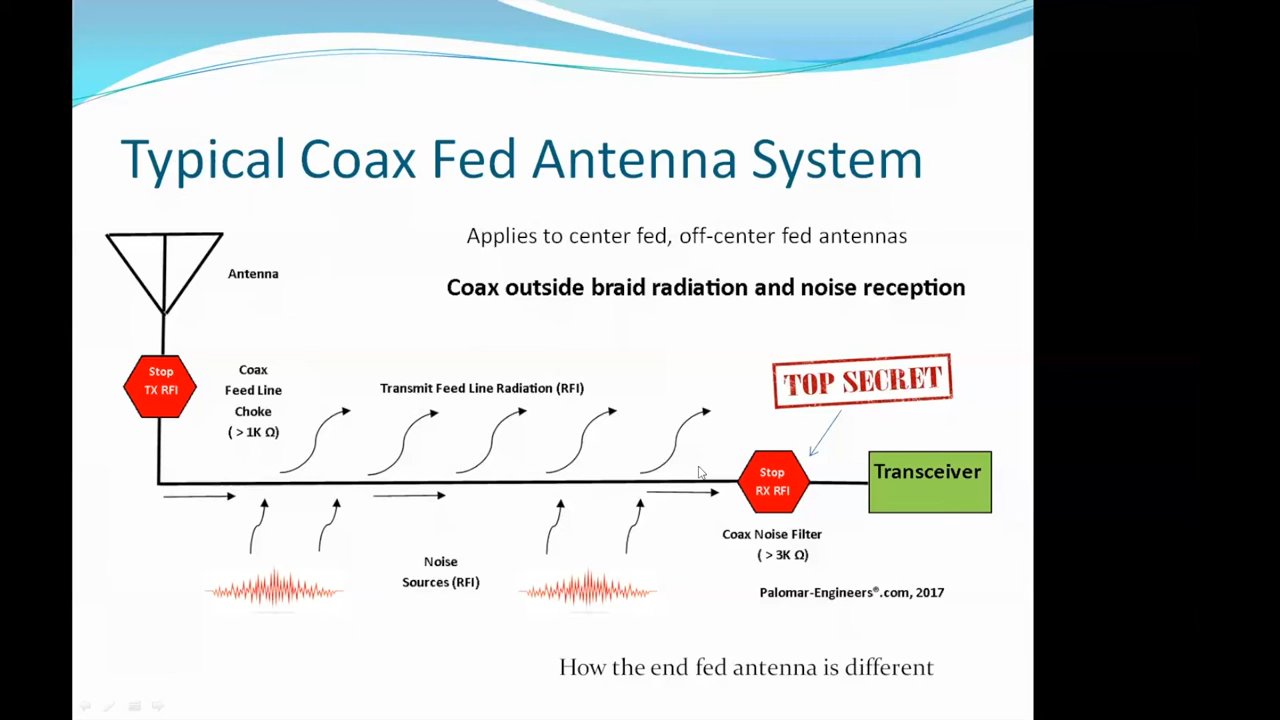 Typical Coax Fed Antenna System
Applies to center fed, off-center fed antennas
Antenna
Coax outside braid radiation and noise reception
Stop
TX RFI
Coax
Feed Line
Choke
( > 1K Ω)
Transmit Feed Line Radiation (RFI)
TOP SECRET
Stop
RX RFI
Transceiver
Coax Noise Filter
( > 3K Ω)
Noise
Sources (RFI)
Palomar-Engineers®.com, 2017
How the end fed antenna is different